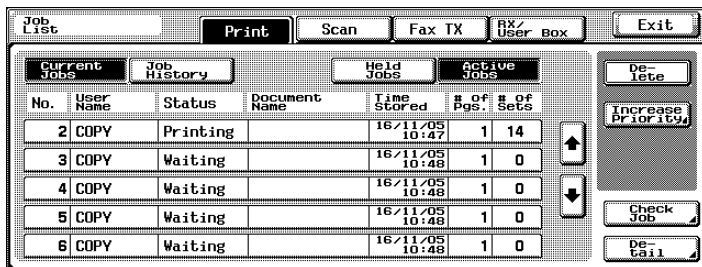 Job List
Print
Scan
Fax TX
RX/ User Box
Exit
Current Jobs
Job History
Held Jobs
Active Jobs
De-lete
No. User Name Status Document Name Time Stored # of Pgs. # of Sets
Increase Priority
2 COPY Printing 16/11/05 10:47 1 14
3 COPY Waiting 16/11/05 10:48 1 0
4 COPY Waiting 16/11/05 10:48 1 0
5 COPY Waiting 16/11/05 10:48 1 0
Check Job
6 COPY Waiting 16/11/05 10:48 1 0
De-tail